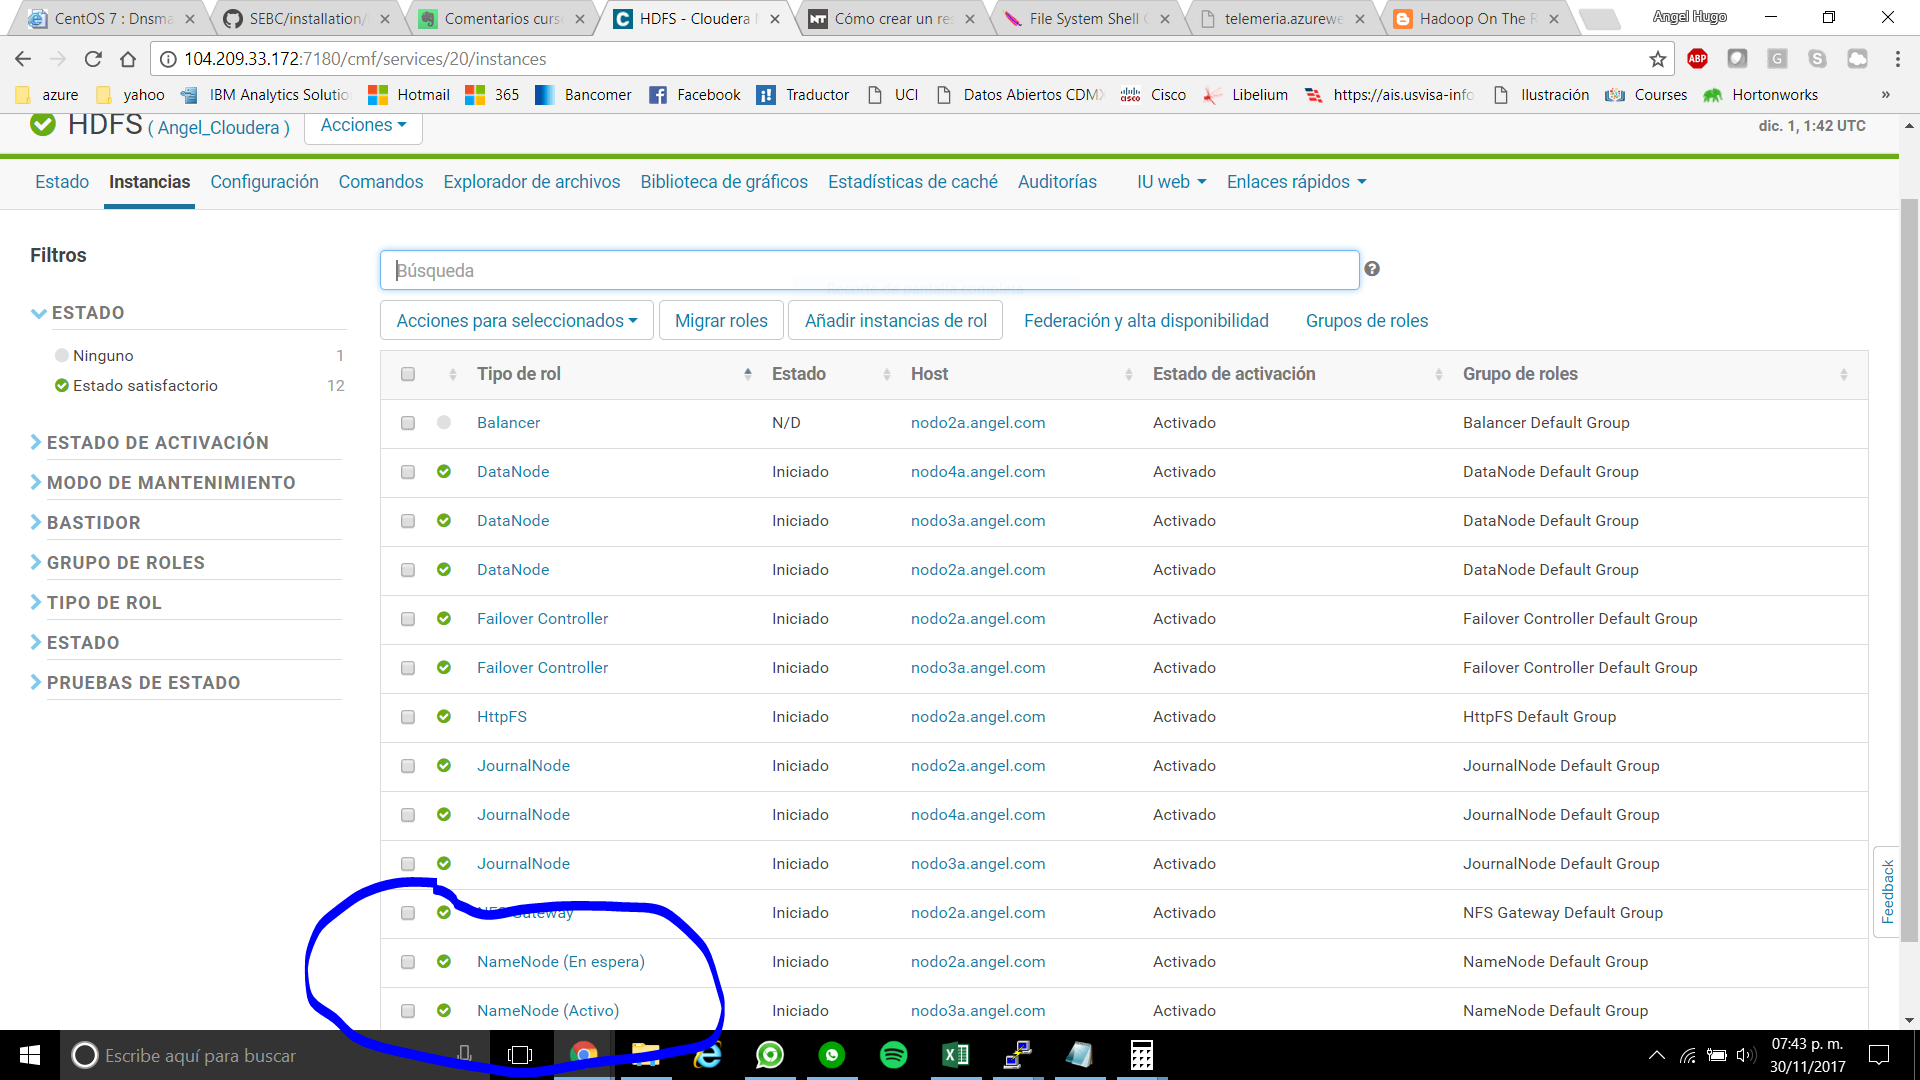 CentOS 7 : Dnsma
SEBC/installation/
Comentarios curs
HDFS - Cloudera
Cómo crear un re
File System Shell
telemeria.azurewe
Hadoop On The
Angel Hugo
104.209.33.172:7180/cmf/services/20/instances
ABP
G
azure
yahoo
IBM Analytics Solutio
Hotmail
365
Bancomer
Facebook
Traductor
UCI
Datos Abiertos CDMX
Cisco
Libelium
https://ais.usvisa-info
Ilustración
Courses
Hortonworks
»
HDFS ( Angel_Cloudera )
Acciones
dic. 1, 1:42 UTC
Estado Instancias Configuración Comandos Explorador de archivos Biblioteca de gráficos Estadísticas de caché Auditorías IU web Enlaces rápidos
Filtros
ESTADO
Ninguno 1
Estado satisfactorio 12
ESTADO DE ACTIVACIÓN
MODO DE MANTENIMIENTO
BASTIDOR
GRUPO DE ROLES
TIPO DE ROL
ESTADO
PRUEBAS DE ESTADO
Búsqueda
Acciones para seleccionados Migrar roles Añadir instancias de rol Federación y alta disponibilidad Grupos de roles
Tipo de rol Estado Host Estado de activación Grupo de roles
Balancer N/D nodo2a.angel.com Activado Balancer Default Group
DataNode Iniciado nodo4a.angel.com Activado DataNode Default Group
DataNode Iniciado nodo3a.angel.com Activado DataNode Default Group
DataNode Iniciado nodo2a.angel.com Activado DataNode Default Group
Failover Controller Iniciado nodo2a.angel.com Activado Failover Controller Default Group
Failover Controller Iniciado nodo3a.angel.com Activado Failover Controller Default Group
HttpFS Iniciado nodo2a.angel.com Activado HttpFS Default Group
JournalNode Iniciado nodo2a.angel.com Activado JournalNode Default Group
JournalNode Iniciado nodo4a.angel.com Activado JournalNode Default Group
JournalNode Iniciado nodo3a.angel.com Activado JournalNode Default Group
NFS Gateway Iniciado nodo2a.angel.com Activado NFS Gateway Default Group
NameNode (En espera) Iniciado nodo2a.angel.com Activado NameNode Default Group
NameNode (Activo) Iniciado nodo3a.angel.com Activado NameNode Default Group
Feedback
Escribe aquí para buscar
07:43 p. m.
30/11/2017